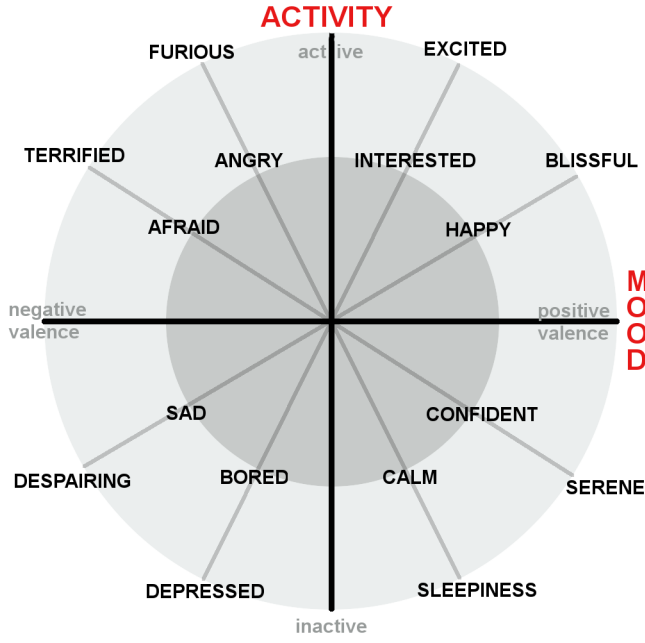 ACTIVITY
active
FURIOUS
EXCITED
TERRIFIED
ANGRY
INTERESTED
BLISSFUL
AFRAID
HAPPY
negative
valence
positive
valence
MOOD
SAD
CONFIDENT
DESPAIRING
BORED
CALM
SERENE
DEPRESSED
SLEEPINESS
inactive